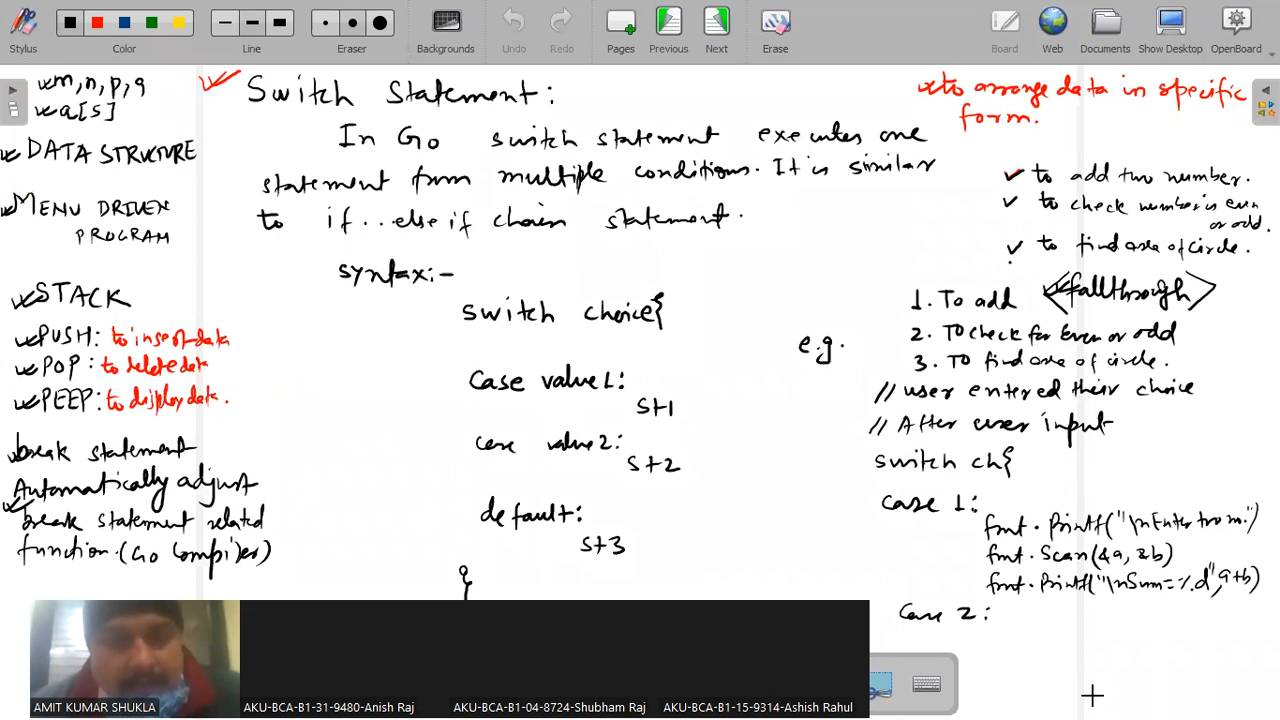 Stylus
Color
Line
Eraser
Backgrounds
Undo
Redo
Pages
Previous
Next
Erase
Board
Web
Documents
Show Desktop
OpenBoard
m, n, p, q
a[5]
DATA STRUCTURE
MENU DRIVEN
PROGRAM
STACK
PUSH: to insert data
POP: to delete data
PEEP: to display data.
break statement
Automatically adjust
break statement related
function. (Go Compiler)
Switch Statement:
In Go switch statement executes one
statement from multiple conditions. It is similar
to if...else if chain statement.
syntax:-
switch choice{
case value1:
st1
case value2:
st2
default:
st3
}
to arrange data in specific
form.
to add two number.
to check number is even
or odd.
to find area of circle.
<<fallthrough>
e.g.
1. To add
2. TO check for Even or odd
3. TO find area of circle.
// user entered their choice
// After user input
switch ch{
case 1:
fmt.Printf("\nEnter two no.")
fmt.Scan(&a, &b)
fmt.Printf("\nSum=%d", a+b)
Case 2:
AMIT KUMAR SHUKLA
AKU-BCA-B1-31-9480-Anish Raj
AKU-BCA-B1-04-8724-Shubham Raj
AKU-BCA-B1-15-9314-Ashish Rahul